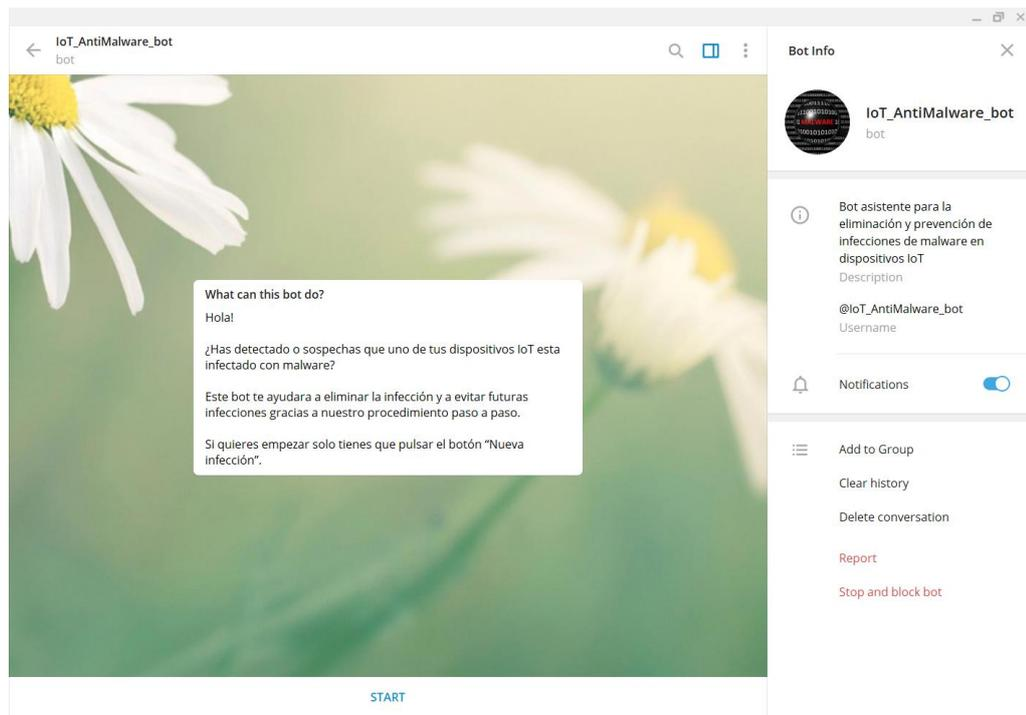 IoT_AntiMalware_bot
bot
What can this bot do?
Hola!
¿Has detectado o sospechas que uno de tus dispositivos IoT esta
infectado con malware?
Este bot te ayudara a eliminar la infección y a evitar futuras
infecciones gracias a nuestro procedimiento paso a paso.
Si quieres empezar solo tienes que pulsar el botón “Nueva
infección”.
START
Bot Info
MALWARE
IoT_AntiMalware_bot
bot
Bot asistente para la
eliminación y prevención de
infecciones de malware en
dispositivos IoT
Description
@IoT_AntiMalware_bot
Username
Notifications
Add to Group
Clear history
Delete conversation
Report
Stop and block bot